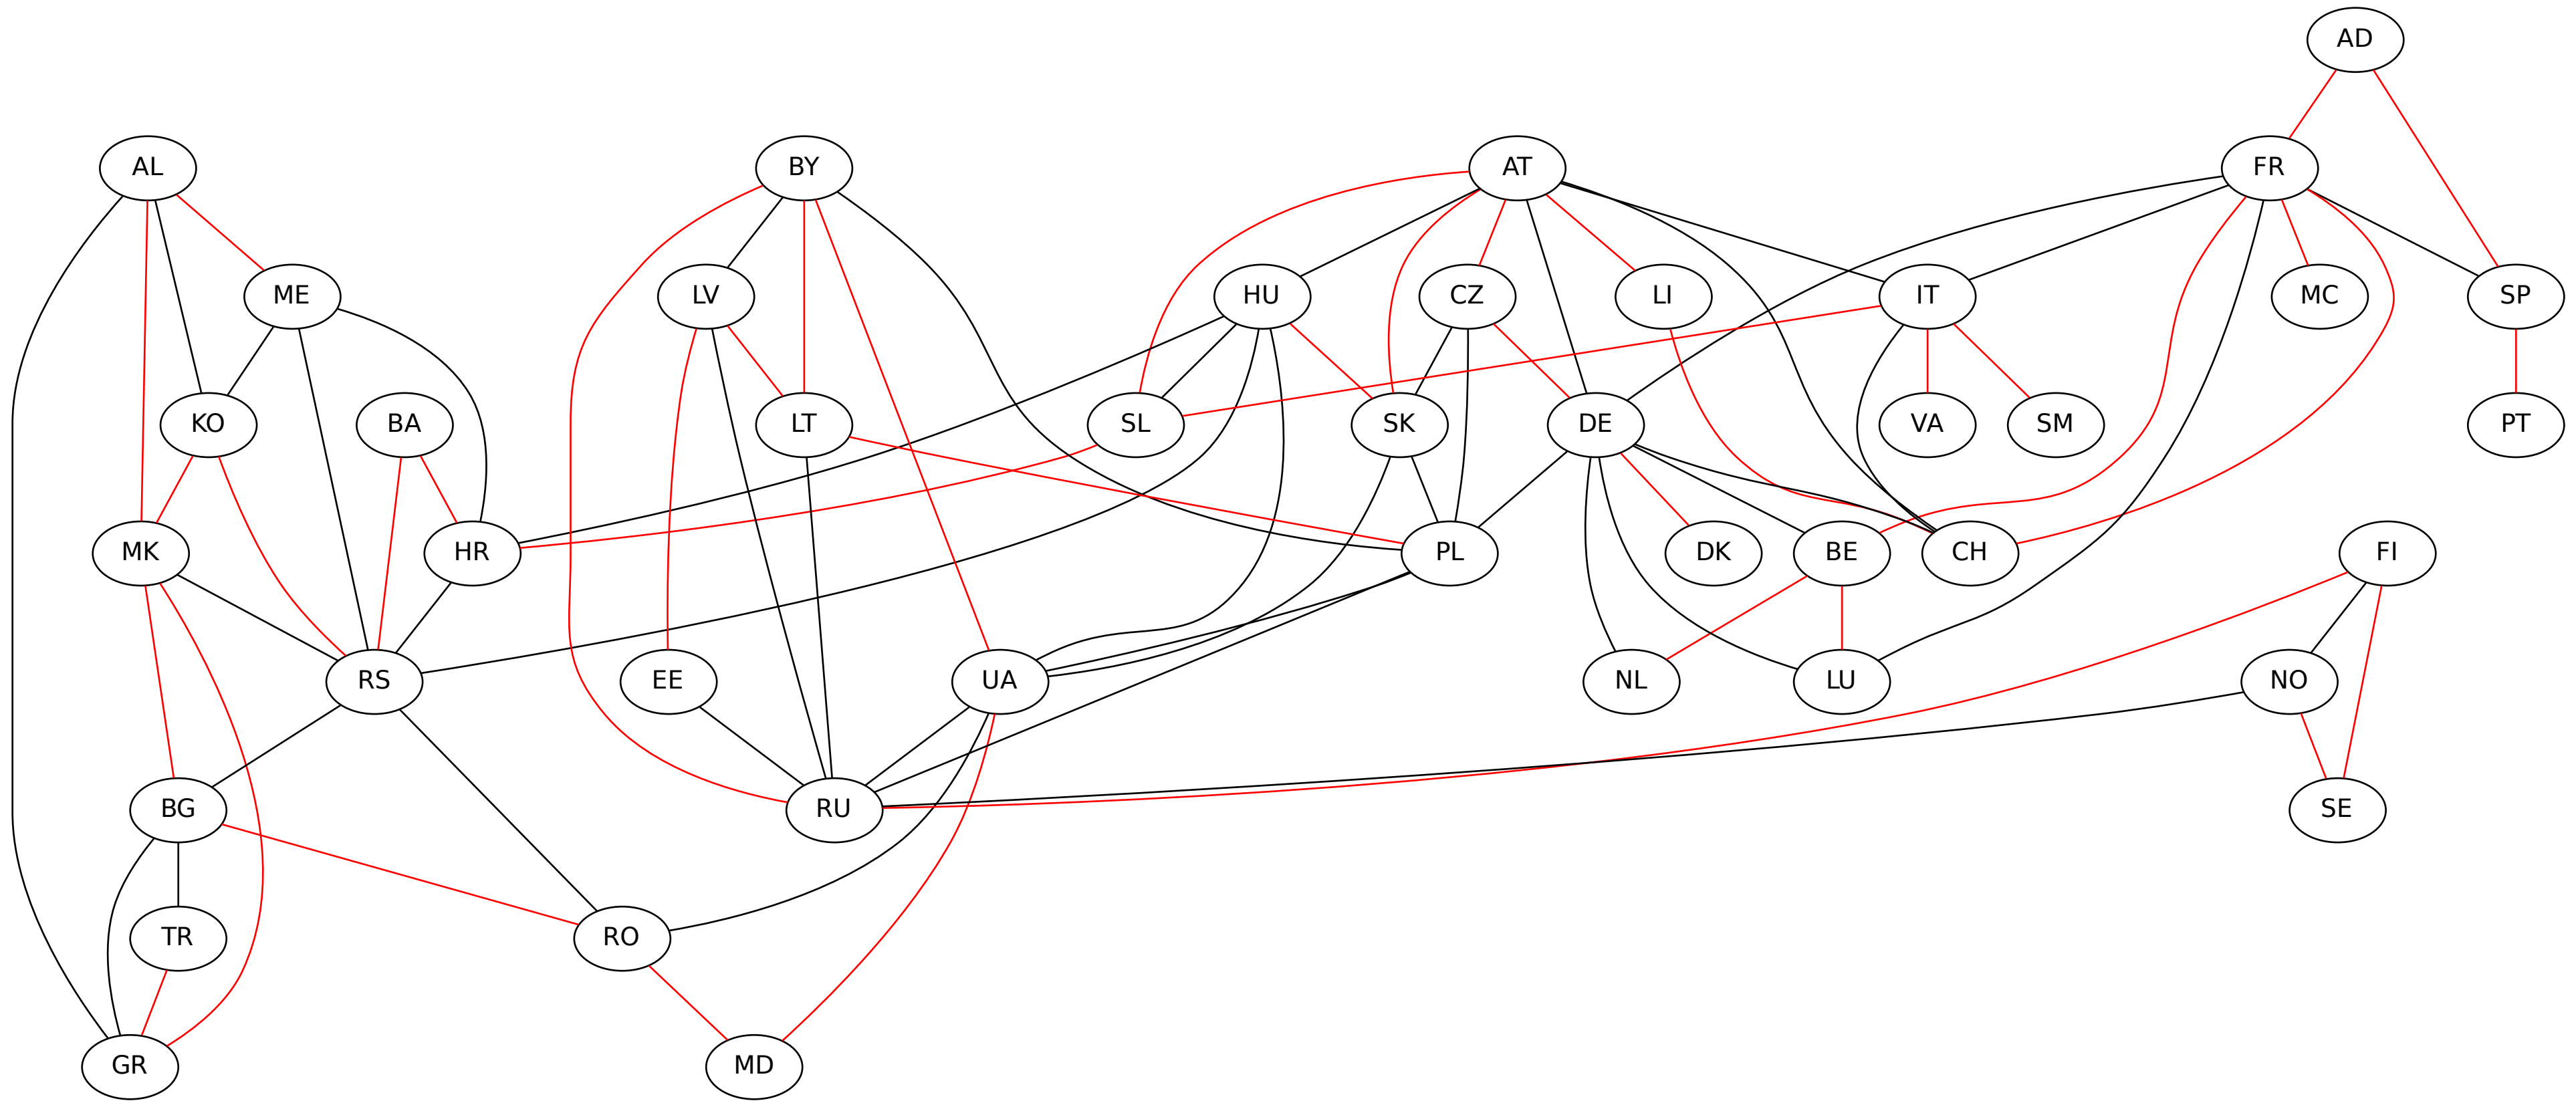 AD
AL
BY
AT
FR
ME
LV
HU
CZ
LI
IT
MC
SP
KO
BA
LT
SL
SK
DE
VA
SM
PT
MK
HR
PL
DK
BE
CH
FI
RS
EE
UA
NL
LU
NO
BG
RU
SE
TR
RO
GR
MD